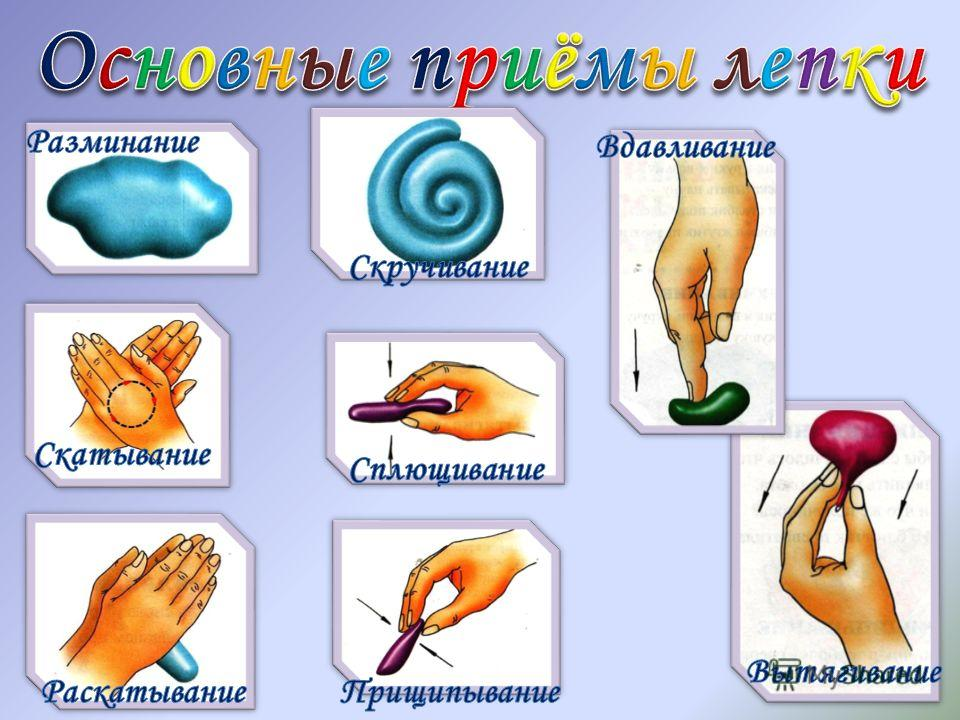 Основные приёмы лепки
Разминание
Скручивание
Вдавливание
Скатывание
Сплющивание
Раскатывание
Прищипывание
Вытягивание